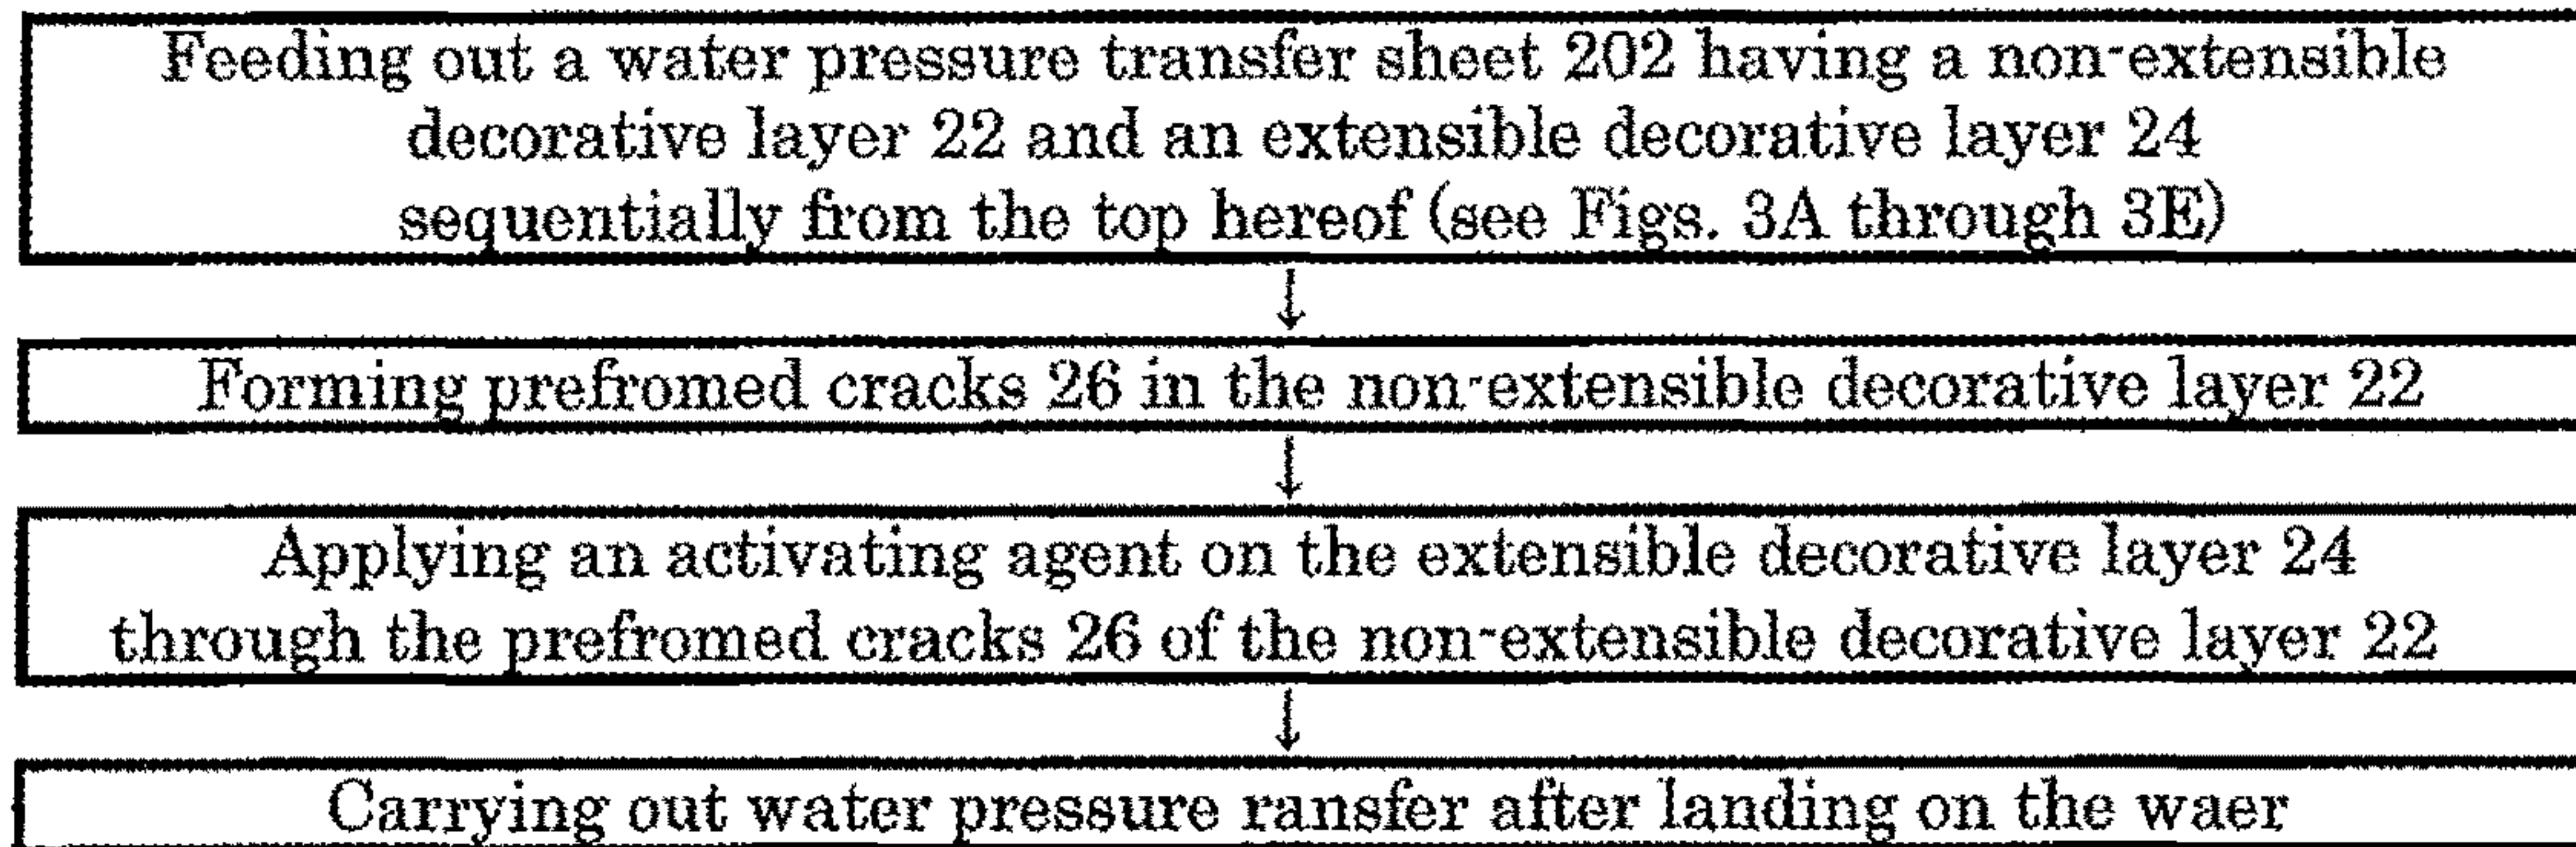 Feeding out a water pressure transfer sheet 202 having a non-extensible
decorative layer 22 and an extensible decorative layer 24
sequentially from the top hereof (see Figs. 3A through 3E)
↓
Forming prefromed cracks 26 in the non-extensible decorative layer 22
↓
Applying an activating agent on the extensible decorative layer 24
through the prefromed cracks 26 of the non-extensible decorative layer 22
↓
Carrying out water pressure ransfer after landing on the waer